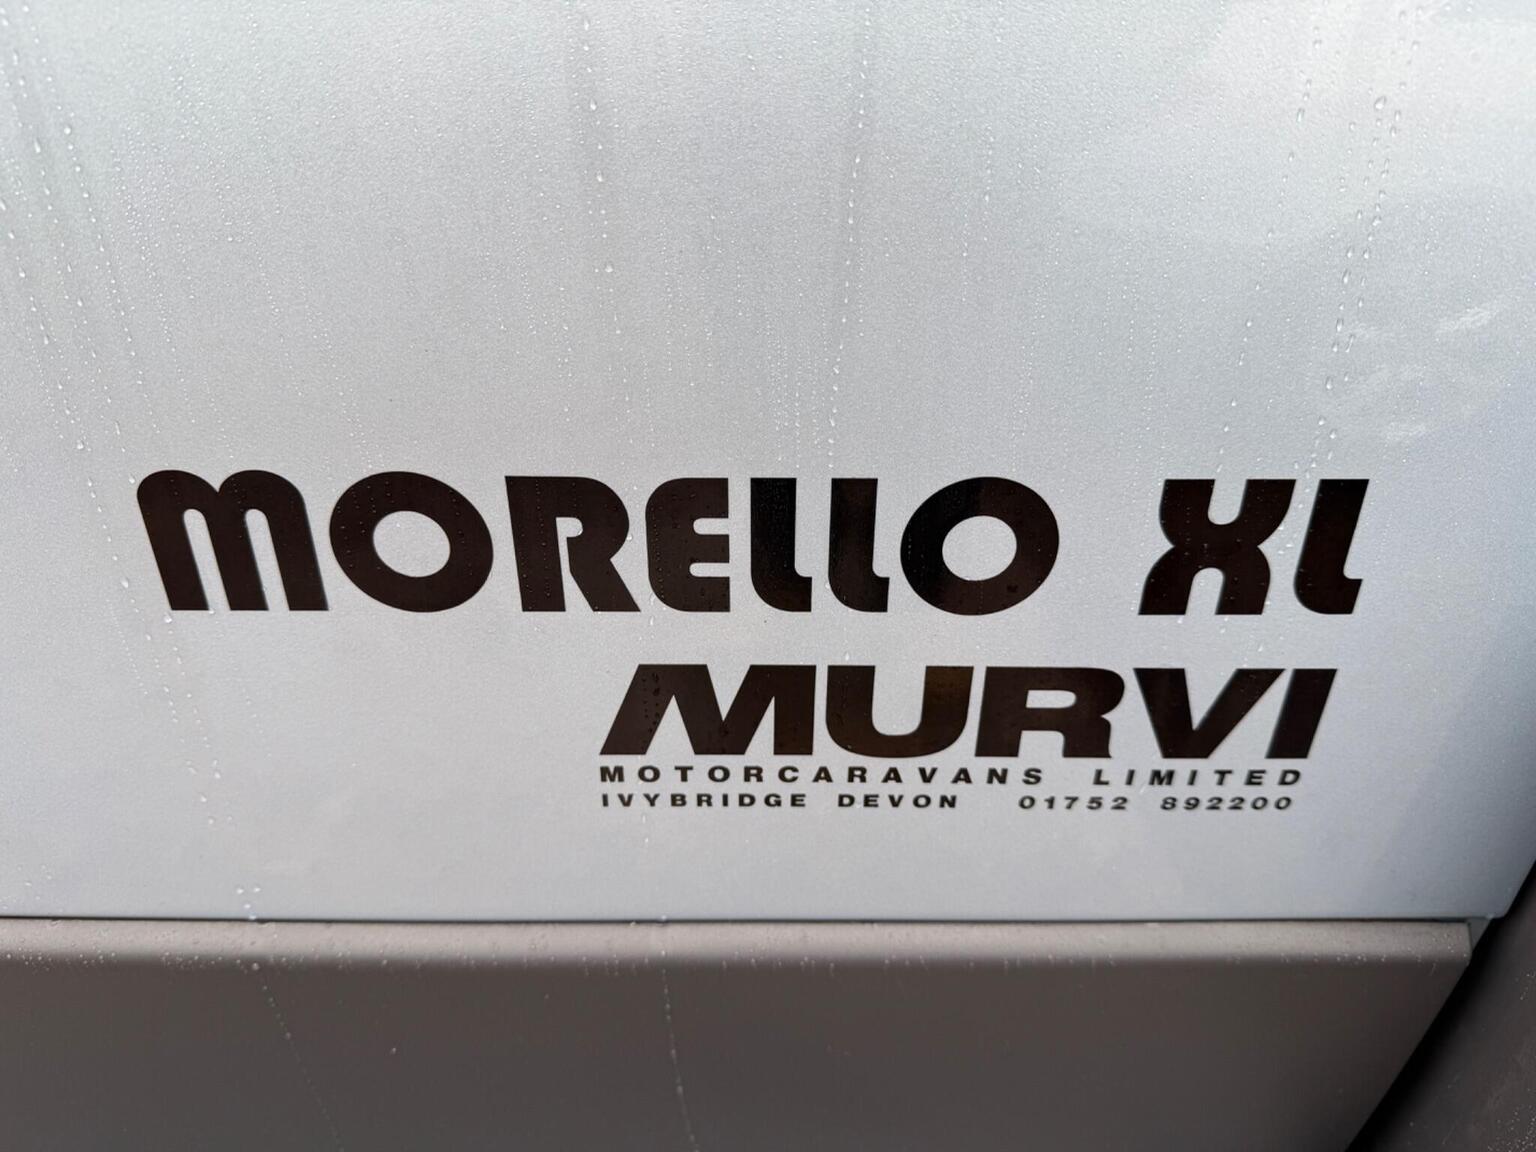 MORELLO XL
MURVI
MOTORCARAVANS LIMITED
IVYBRIDGE DEVON 01752 892200